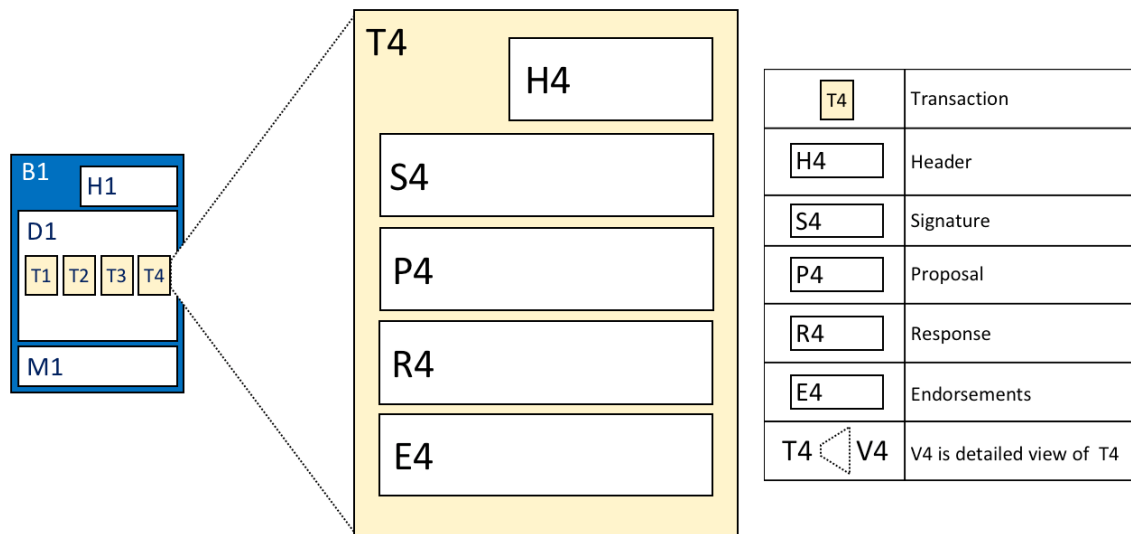 B1
H1
D1
T1 T2 T3 T4
M1
T4
H4
S4
P4
R4
E4
T4 Transaction
H4 Header
S4 Signature
P4 Proposal
R4 Response
E4 Endorsements
T4 V4 V4 is detailed view of T4